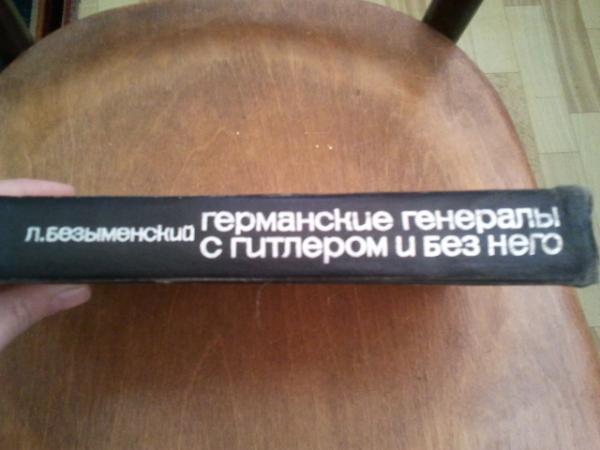 Л.Безыменский
германские генералы
с гитлером и без него